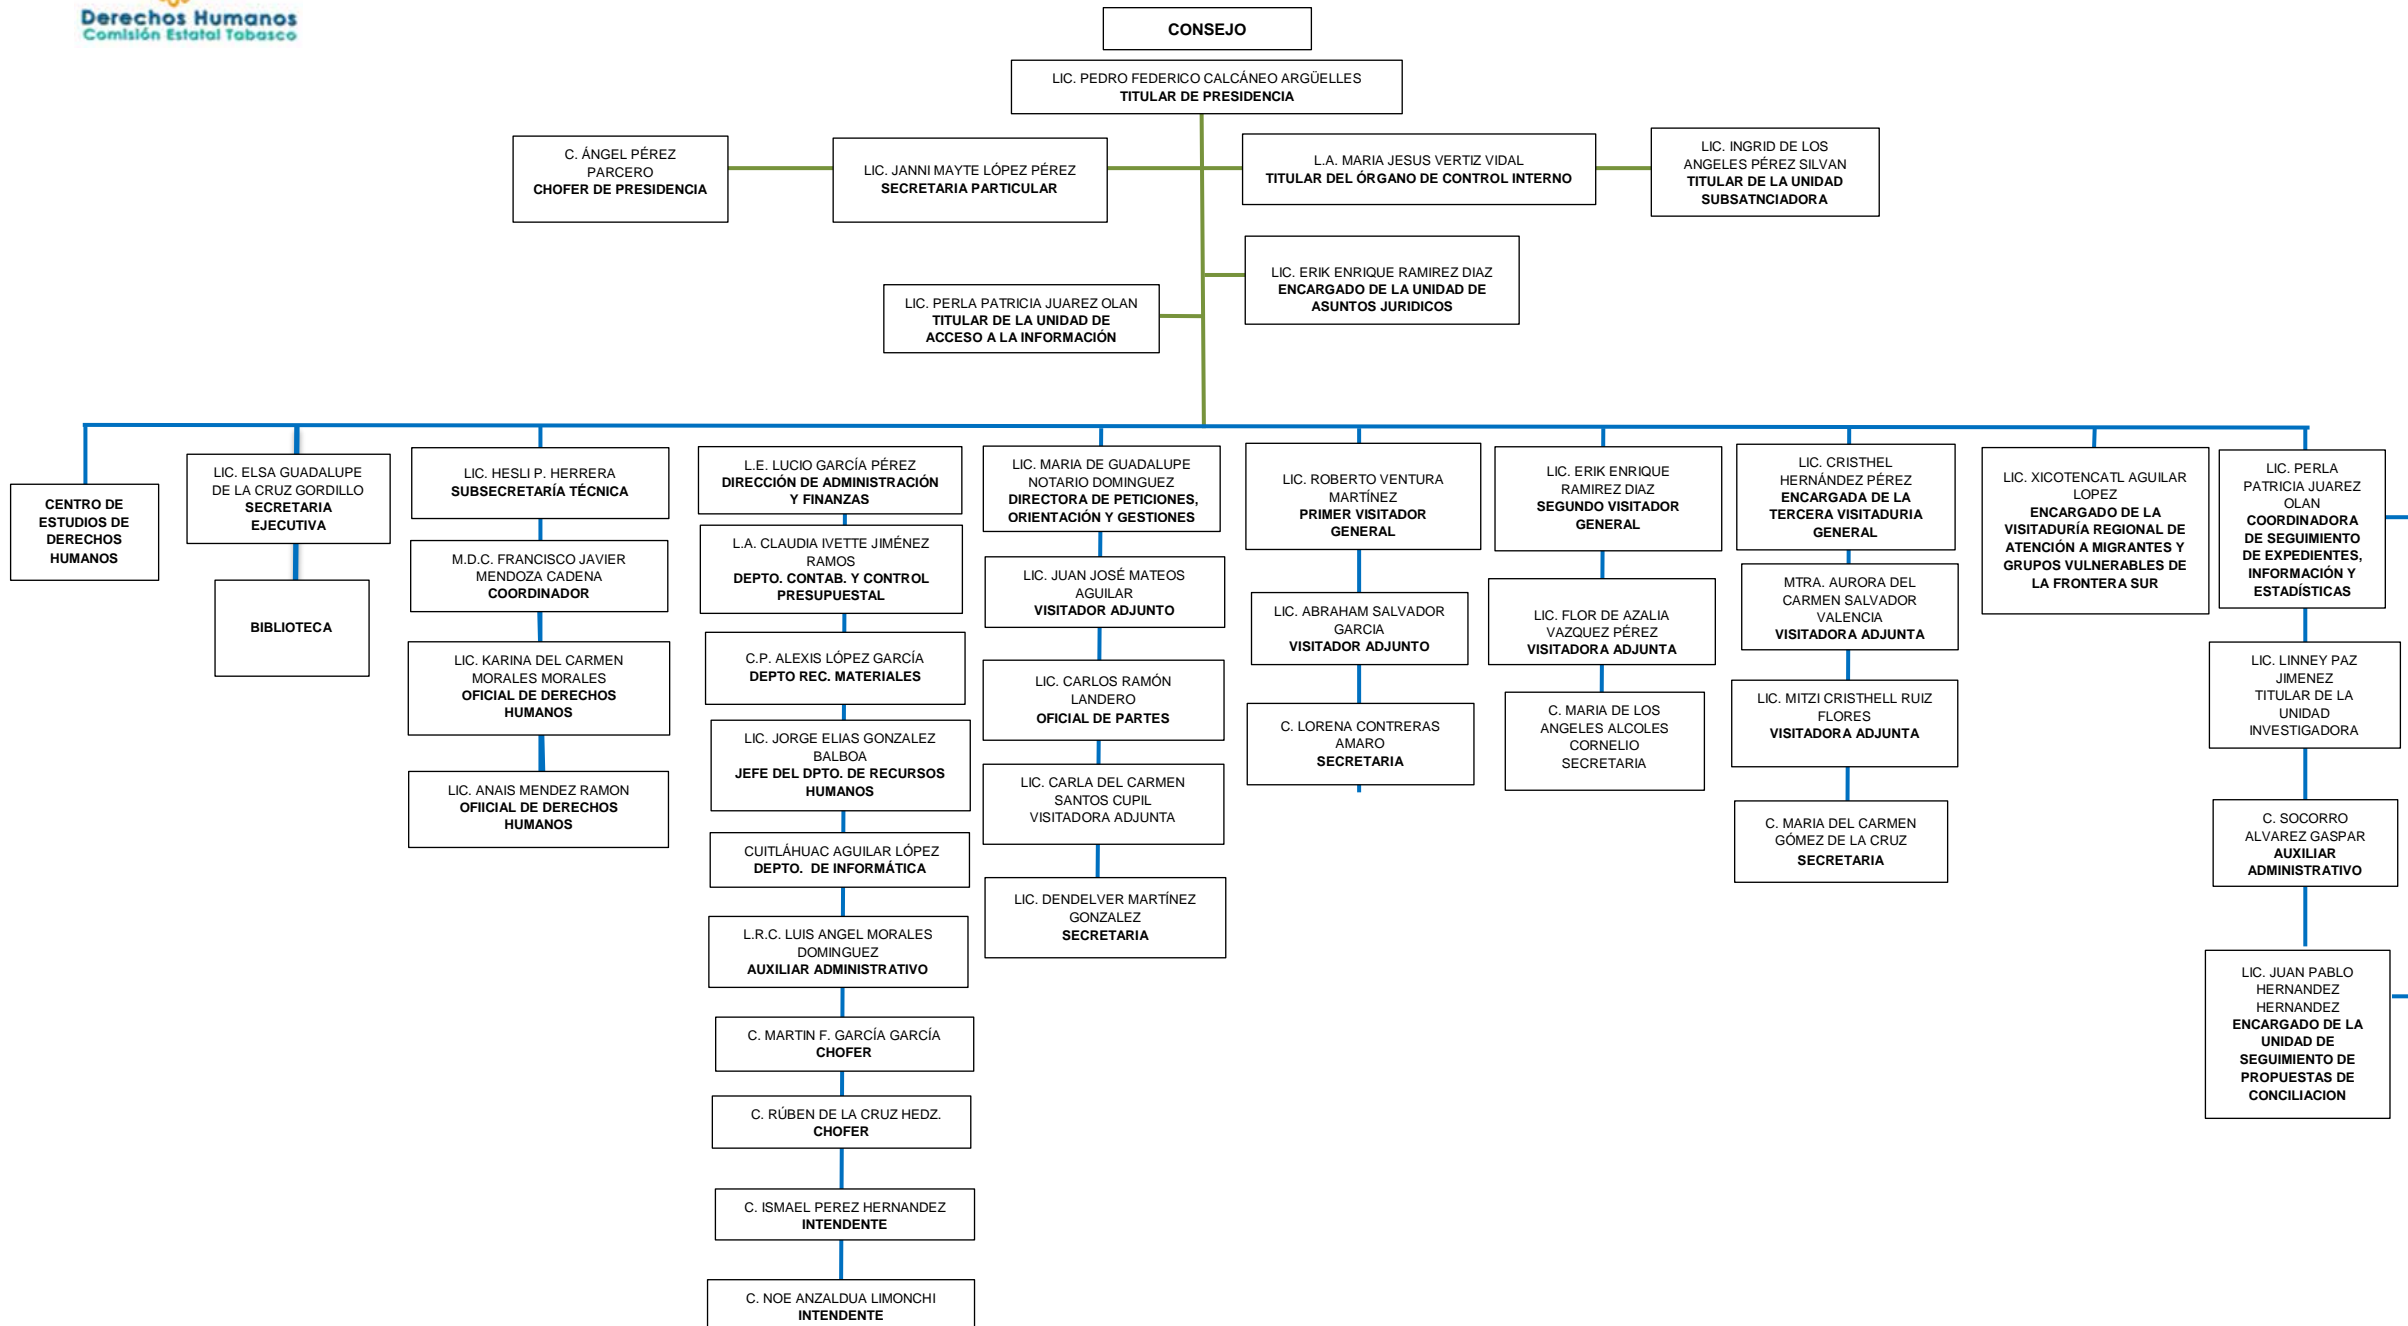 Derechos Humanos
Comisión Estatal Tabasco
CONSEJO
LIC. PEDRO FEDERICO CALCÁNEO ARGÜELLES
TITULAR DE PRESIDENCIA
C. ÁNGEL PÉREZ
PARCERO
CHOFER DE PRESIDENCIA
LIC. JANNI MAYTE LÓPEZ PÉREZ
SECRETARIA PARTICULAR
L.A. MARIA JESUS VERTIZ VIDAL
TITULAR DEL ÓRGANO DE CONTROL INTERNO
LIC. INGRID DE LOS
ANGELES PÉREZ SILVAN
TITULAR DE LA UNIDAD
SUBSATNCIADORA
LIC. ERIK ENRIQUE RAMIREZ DIAZ
ENCARGADO DE LA UNIDAD DE
ASUNTOS JURIDICOS
LIC. PERLA PATRICIA JUAREZ OLAN
TITULAR DE LA UNIDAD DE
ACCESO A LA INFORMACIÓN
CENTRO DE
ESTUDIOS DE
DERECHOS
HUMANOS
LIC. ELSA GUADALUPE
DE LA CRUZ GORDILLO
SECRETARIA
EJECUTIVA
BIBLIOTECA
LIC. HESLI P. HERRERA
SUBSECRETARÍA TÉCNICA
M.D.C. FRANCISCO JAVIER
MENDOZA CADENA
COORDINADOR
LIC. KARINA DEL CARMEN
MORALES MORALES
OFICIAL DE DERECHOS
HUMANOS
LIC. ANAIS MENDEZ RAMON
OFIICIAL DE DERECHOS
HUMANOS
L.E. LUCIO GARCÍA PÉREZ
DIRECCIÓN DE ADMINISTRACIÓN
Y FINANZAS
L.A. CLAUDIA IVETTE JIMÉNEZ
RAMOS
DEPTO. CONTAB. Y CONTROL
PRESUPUESTAL
C.P. ALEXIS LÓPEZ GARCÍA
DEPTO REC. MATERIALES
LIC. JORGE ELIAS GONZALEZ
BALBOA
JEFE DEL DPTO. DE RECURSOS
HUMANOS
CUITLÁHUAC AGUILAR LÓPEZ
DEPTO. DE INFORMÁTICA
L.R.C. LUIS ANGEL MORALES
DOMINGUEZ
AUXILIAR ADMINISTRATIVO
C. MARTIN F. GARCÍA GARCÍA
CHOFER
C. RÚBEN DE LA CRUZ HEDZ.
CHOFER
C. ISMAEL PEREZ HERNANDEZ
INTENDENTE
C. NOE ANZALDUA LIMONCHI
INTENDENTE
LIC. MARIA DE GUADALUPE
NOTARIO DOMINGUEZ
DIRECTORA DE PETICIONES,
ORIENTACIÓN Y GESTIONES
LIC. JUAN JOSÉ MATEOS
AGUILAR
VISITADOR ADJUNTO
LIC. CARLOS RAMÓN
LANDERO
OFICIAL DE PARTES
LIC. CARLA DEL CARMEN
SANTOS CUPIL
VISITADORA ADJUNTA
LIC. DENDELVER MARTÍNEZ
GONZALEZ
SECRETARIA
LIC. ROBERTO VENTURA
MARTÍNEZ
PRIMER VISITADOR
GENERAL
LIC. ABRAHAM SALVADOR
GARCIA
VISITADOR ADJUNTO
C. LORENA CONTRERAS
AMARO
SECRETARIA
LIC. ERIK ENRIQUE
RAMIREZ DIAZ
SEGUNDO VISITADOR
GENERAL
LIC. FLOR DE AZALIA
VAZQUEZ PÉREZ
VISITADORA ADJUNTA
C. MARIA DE LOS
ANGELES ALCOLES
CORNELIO
SECRETARIA
LIC. CRISTHEL
HERNÁNDEZ PÉREZ
ENCARGADA DE LA
TERCERA VISITADURIA
GENERAL
MTRA. AURORA DEL
CARMEN SALVADOR
VALENCIA
VISITADORA ADJUNTA
LIC. MITZI CRISTHELL RUIZ
FLORES
VISITADORA ADJUNTA
C. MARIA DEL CARMEN
GÓMEZ DE LA CRUZ
SECRETARIA
LIC. XICOTENCATL AGUILAR
LOPEZ
ENCARGADO DE LA
VISITADURÍA REGIONAL DE
ATENCIÓN A MIGRANTES Y
GRUPOS VULNERABLES DE
LA FRONTERA SUR
LIC. PERLA
PATRICIA JUAREZ
OLAN
COORDINADORA
DE SEGUIMIENTO
DE EXPEDIENTES,
INFORMACIÓN Y
ESTADÍSTICAS
LIC. LINNEY PAZ
JIMENEZ
TITULAR DE LA
UNIDAD
INVESTIGADORA
C. SOCORRO
ALVAREZ GASPAR
AUXILIAR
ADMINISTRATIVO
LIC. JUAN PABLO
HERNANDEZ
HERNANDEZ
ENCARGADO DE LA
UNIDAD DE
SEGUIMIENTO DE
PROPUESTAS DE
CONCILIACION